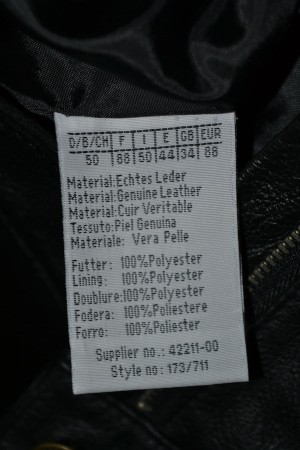 D/B/CH F I E GB EUR
50 88 50 44 34 88
Material:Echtes Leder
Material:Genuine Leather
Material:Cuir Veritable
Tessuto:Piel Genuina
Materiale: Vera Pelle
Futter: 100%Polyester
Lining: 100%Polyester
Doublure:100%Polyester
Fodera: 100%Poliestere
Forro: 100%Poliester
Supplier no.: 42211-00
Style no: 173/711